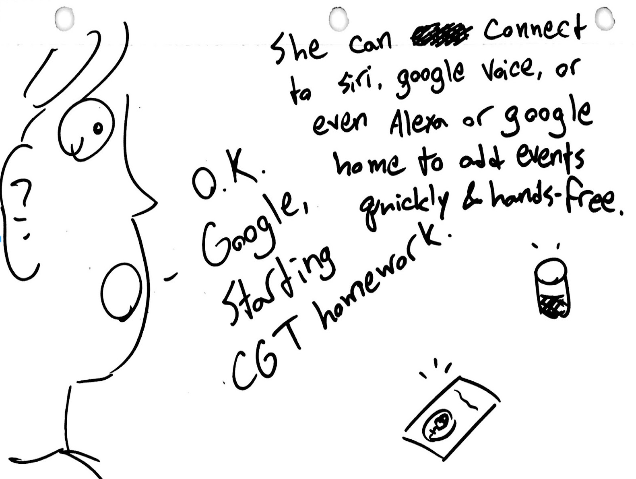 She can connect
to siri, google voice, or
even Alexa or google
home to add events
quickly & hands-free.
O.K.
Google,
Starting
CGT homework.